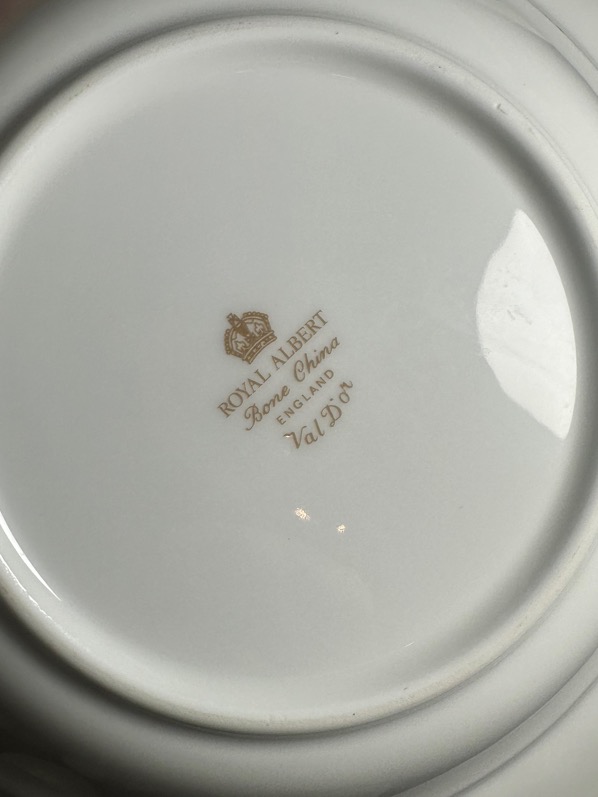 ROYAL ALBERT
Bone China
ENGLAND
Val D'or